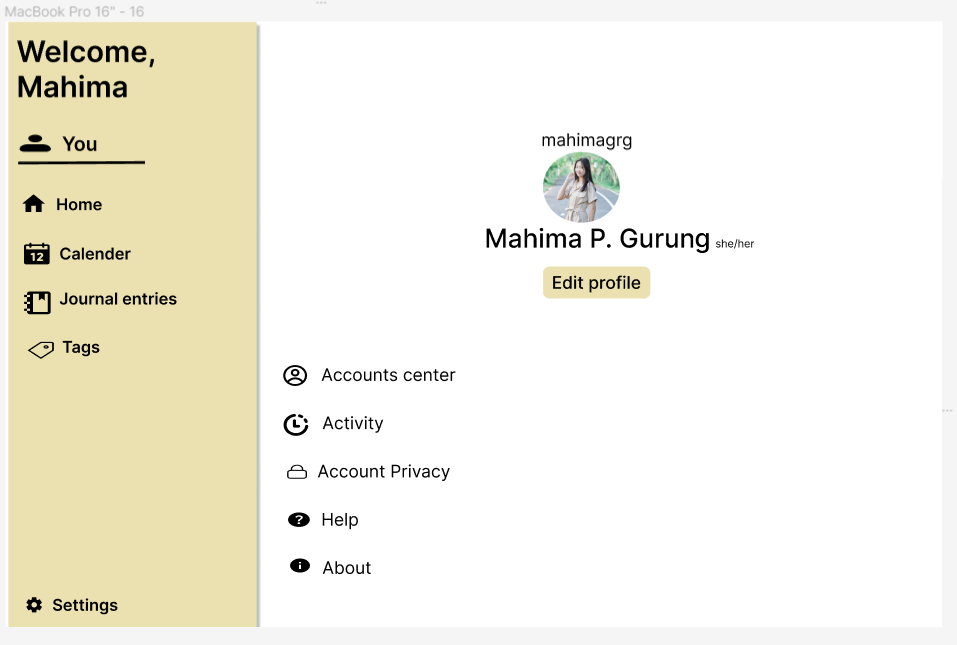 MacBook Pro 16" - 16
Welcome,
Mahima
You
Home
12
Calender
Journal entries
Tags
Settings
mahimagrg
Mahima P. Gurung she/her
Edit profile
Accounts center
Activity
Account Privacy
? Help
i About